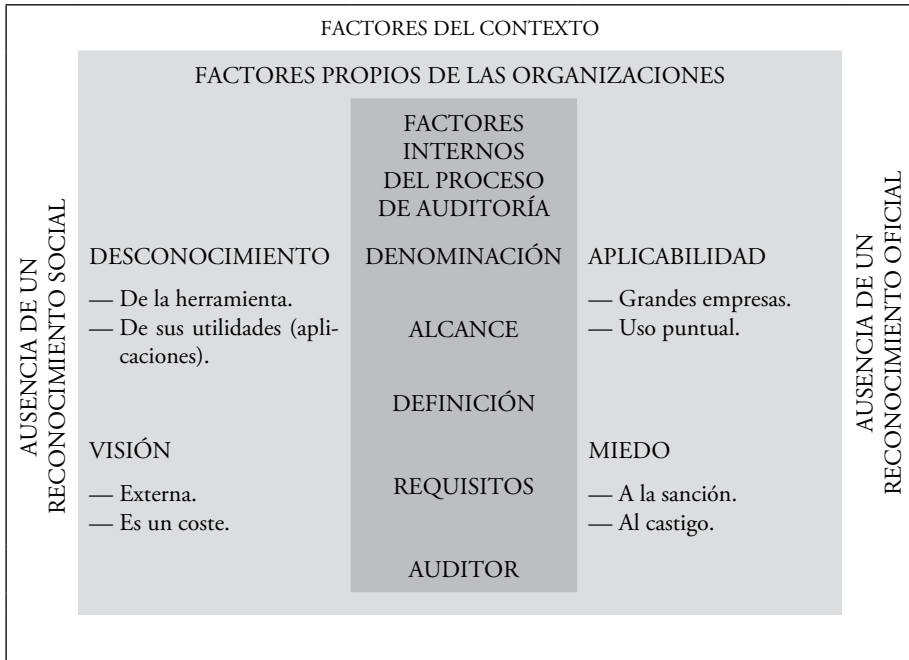 FACTORES DEL CONTEXTO
FACTORES PROPIOS DE LAS ORGANIZACIONES
FACTORES
INTERNOS
DEL PROCESO
DE AUDITORÍA
AUSENCIA DE UN
RECONOCIMIENTO SOCIAL
DESCONOCIMIENTO
— De la herramienta.
— De sus utilidades (apli-
caciones).
VISIÓN
— Externa.
— Es un coste.
DENOMINACIÓN
ALCANCE
DEFINICIÓN
REQUISITOS
AUDITOR
APLICABILIDAD
— Grandes empresas.
— Uso puntual.
MIEDO
— A la sanción.
— Al castigo.
AUSENCIA DE UN
RECONOCIMIENTO OFICIAL